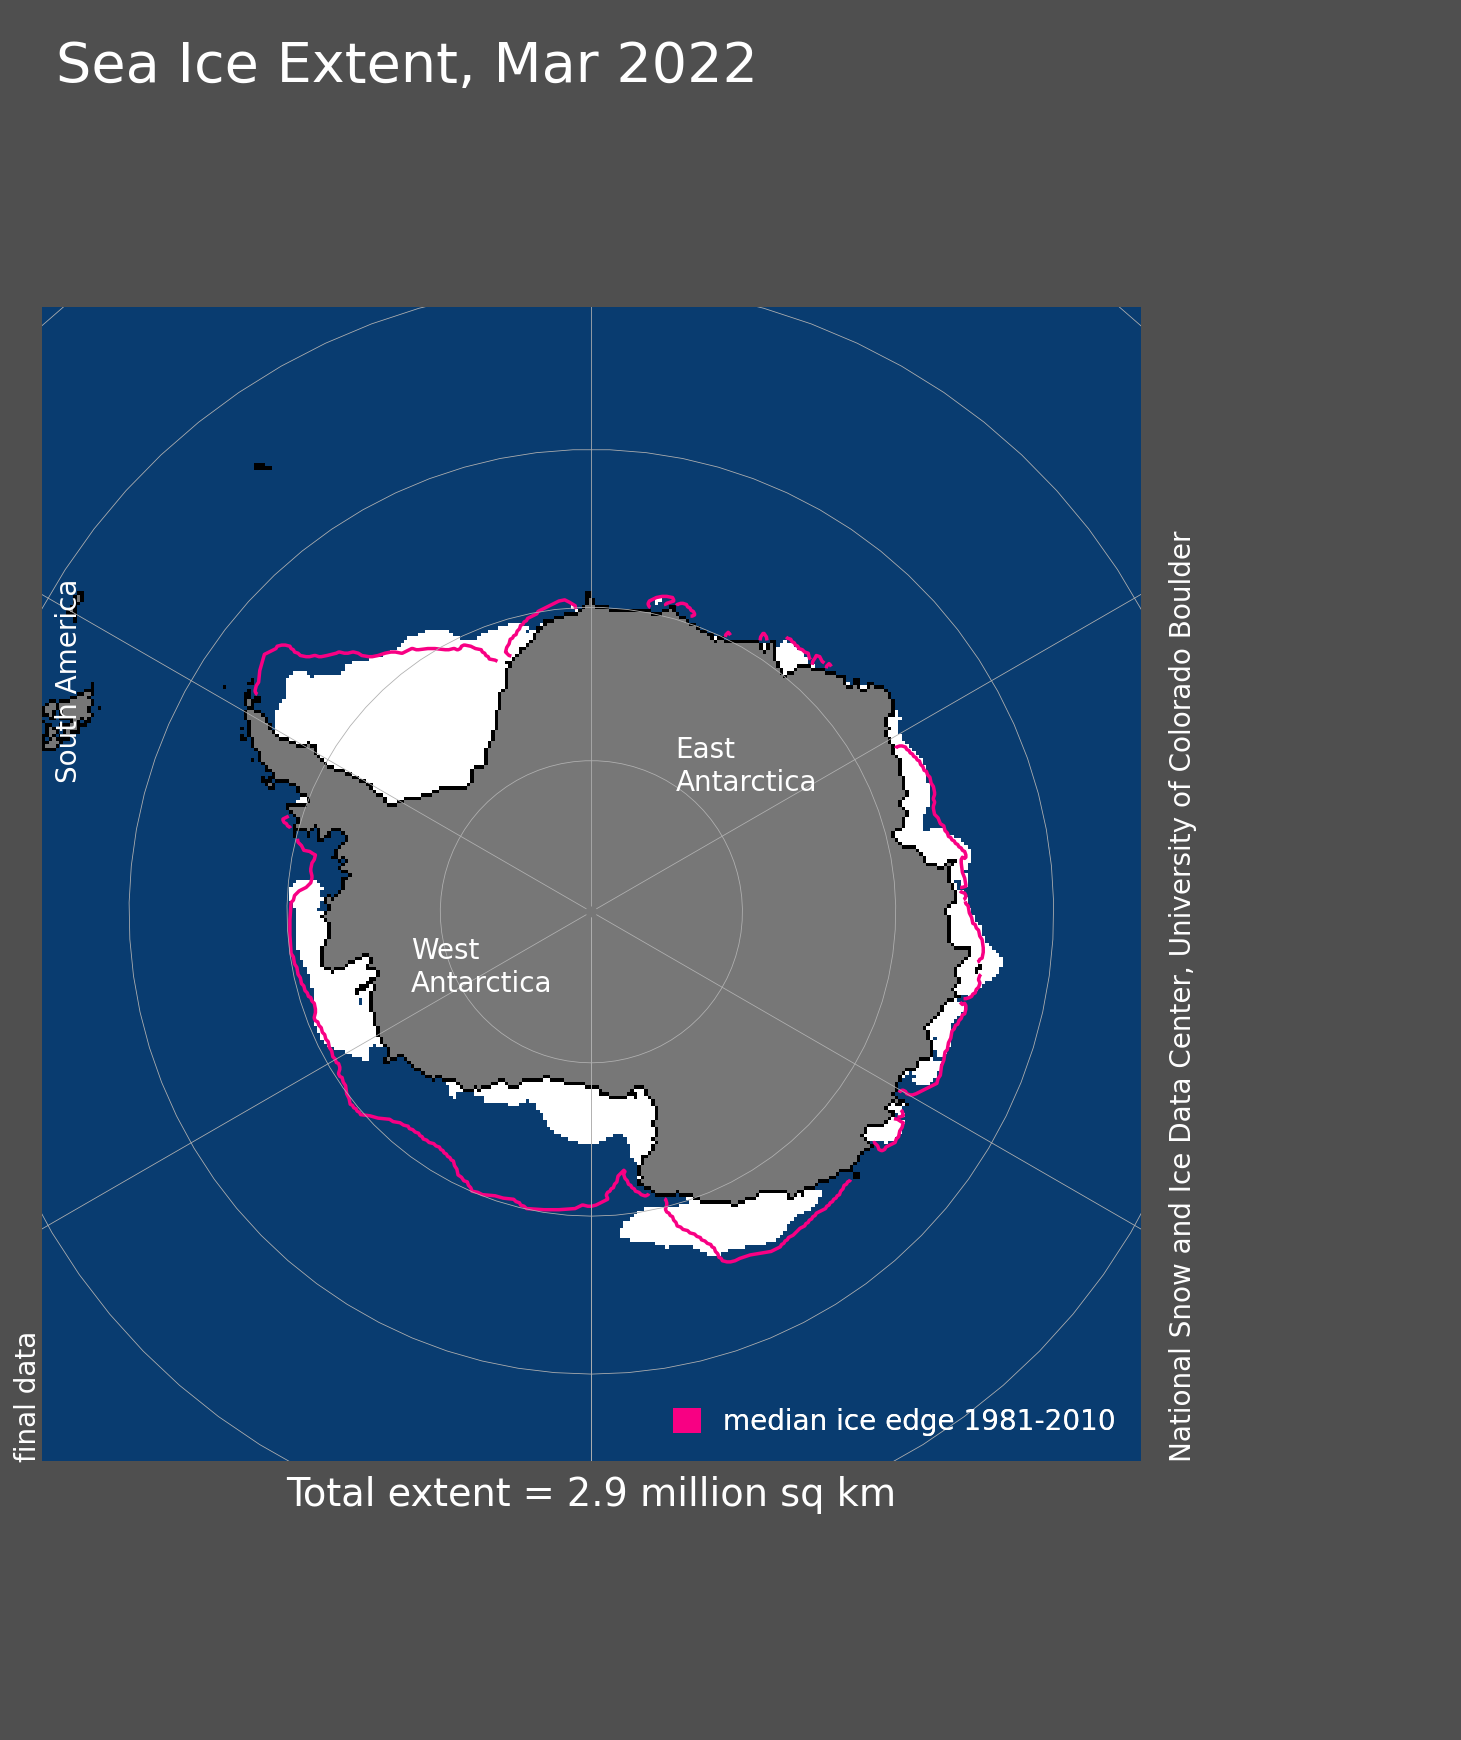 Sea Ice Extent, Mar 2022
South America
East
Antarctica
West
Antarctica
median ice edge 1981-2010
final data
National Snow and Ice Data Center, University of Colorado Boulder
Total extent = 2.9 million sq km